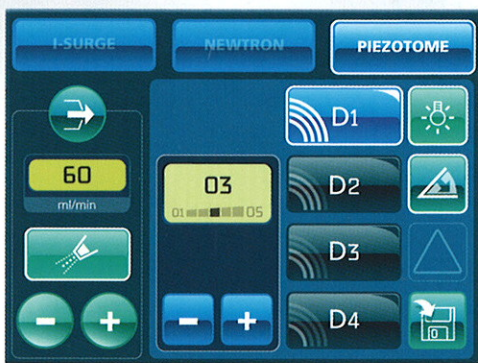 I-SURGE
NEWTRON
PIEZOTOME
60
ml/min
03
01 05
D1
D2
D3
D4